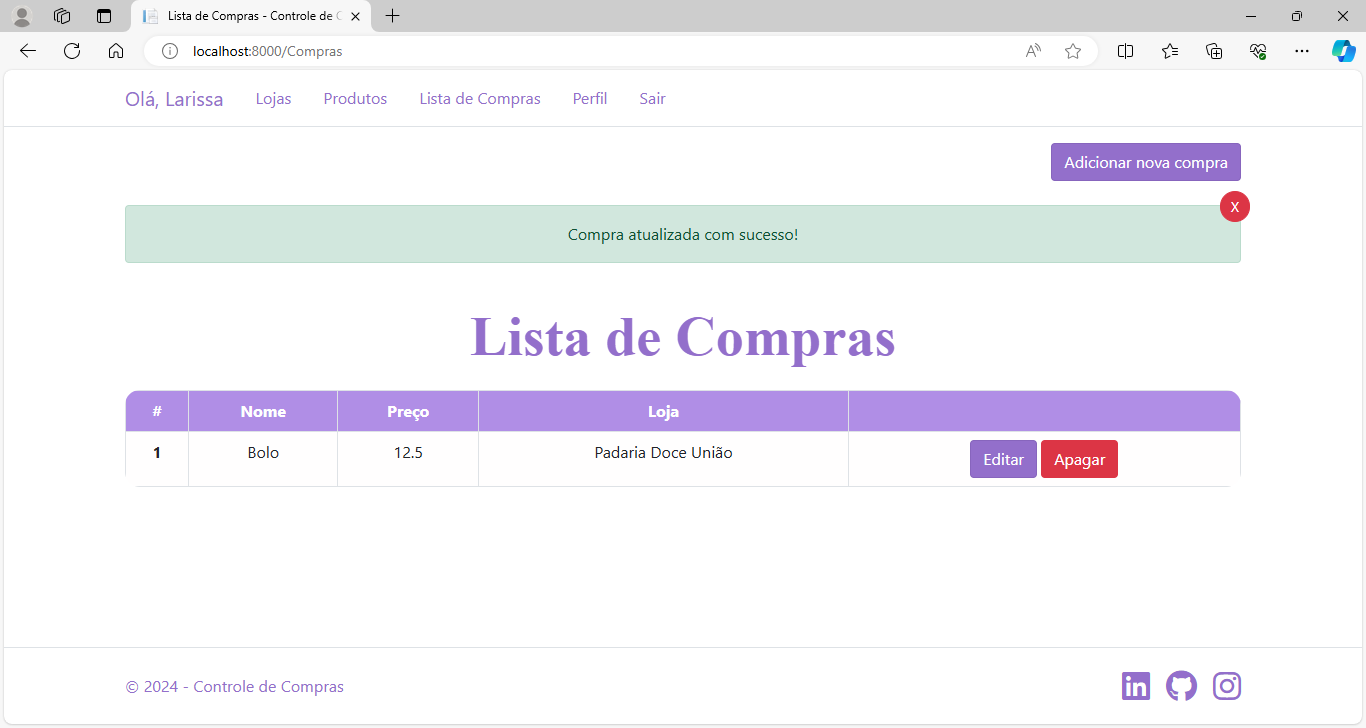 Lista de Compras - Controle de C
localhost:8000/Compras
Olá, Larissa Lojas Produtos Lista de Compras Perfil Sair
Adicionar nova compra
X
Compra atualizada com sucesso!
Lista de Compras
# Nome Preço Loja
1 Bolo 12.5 Padaria Doce União Editar Apagar
© 2024 - Controle de Compras